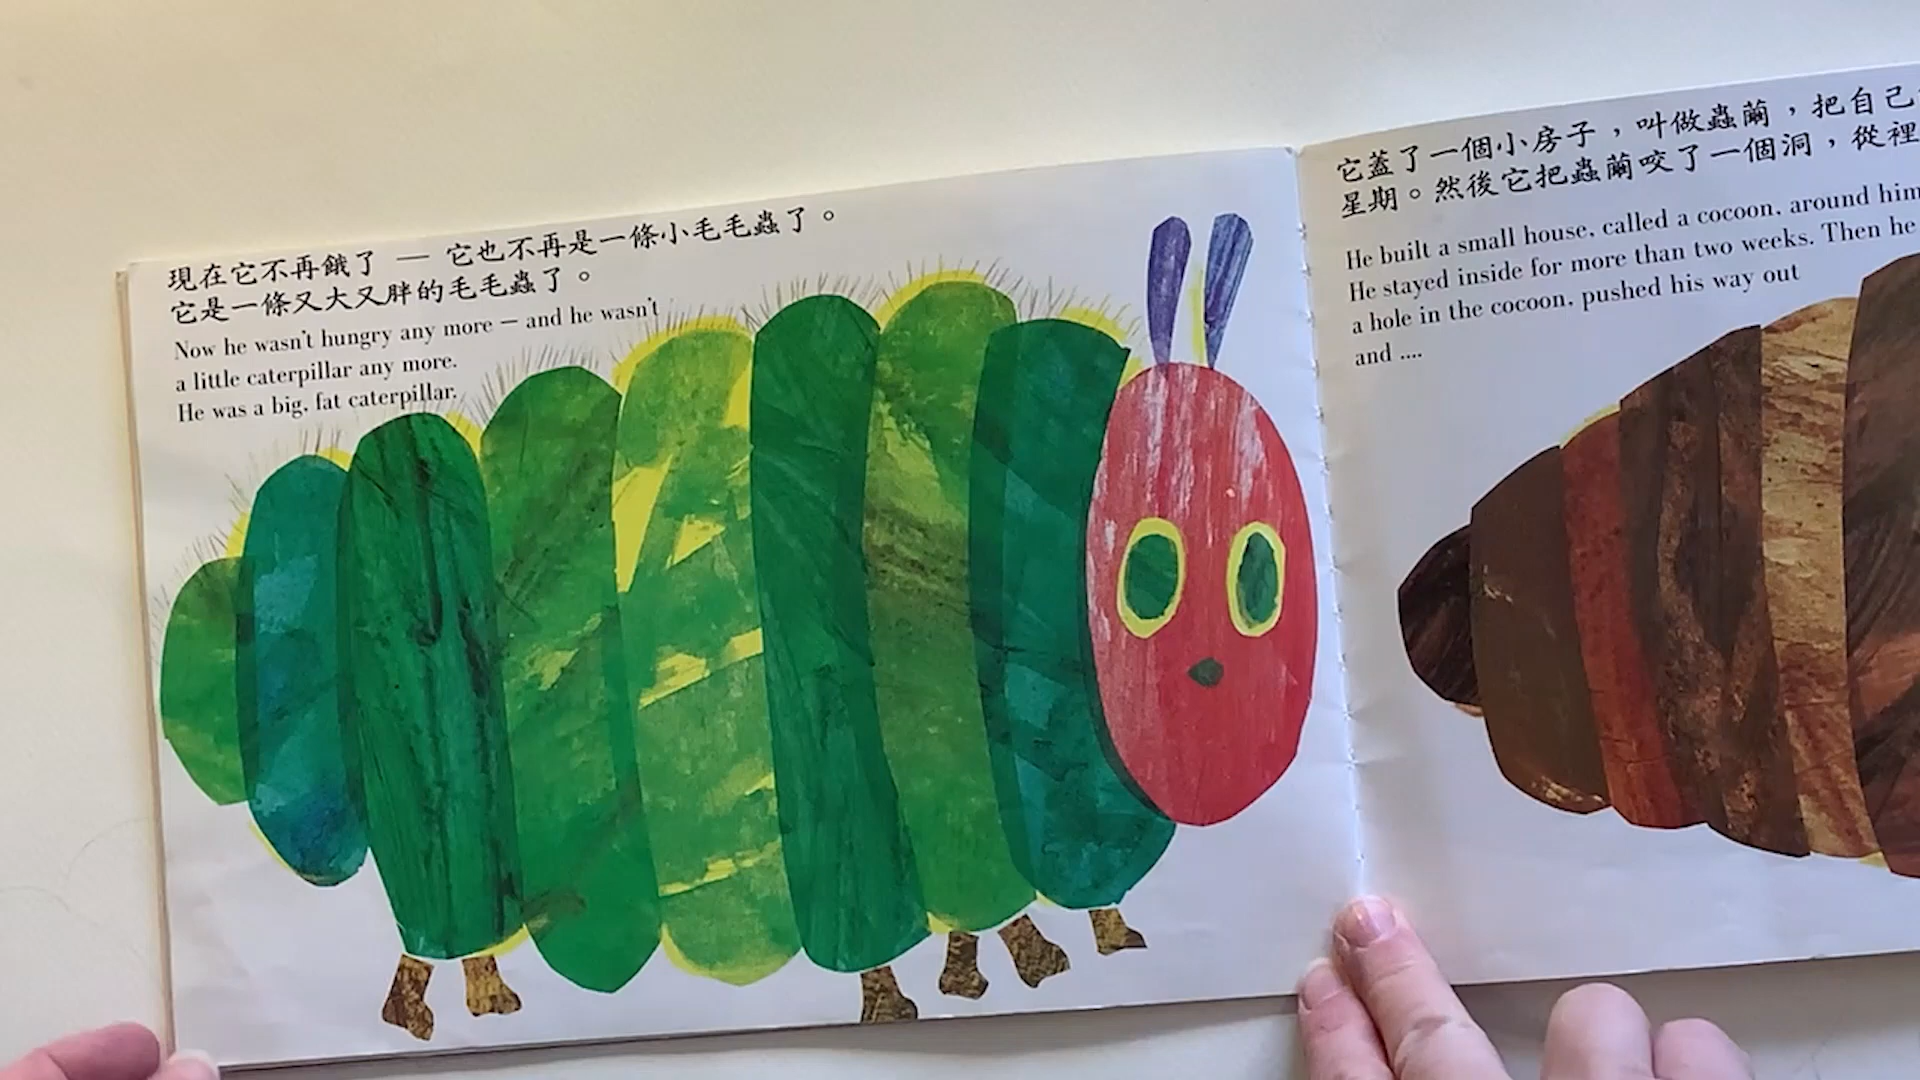 現在它不再餓了 — 它也不再是一條小毛毛蟲了。
它是一條又大又胖的毛毛蟲了。
Now he wasn't hungry any more — and he wasn't
a little caterpillar any more.
He was a big, fat caterpillar.
它蓋了一個小房子，叫做蟲繭，把自己
星期。然後它把蟲繭咬了一個洞，從裡
He built a small house, called a cocoon, around him
He stayed inside for more than two weeks. Then he
a hole in the cocoon, pushed his way out
and ....